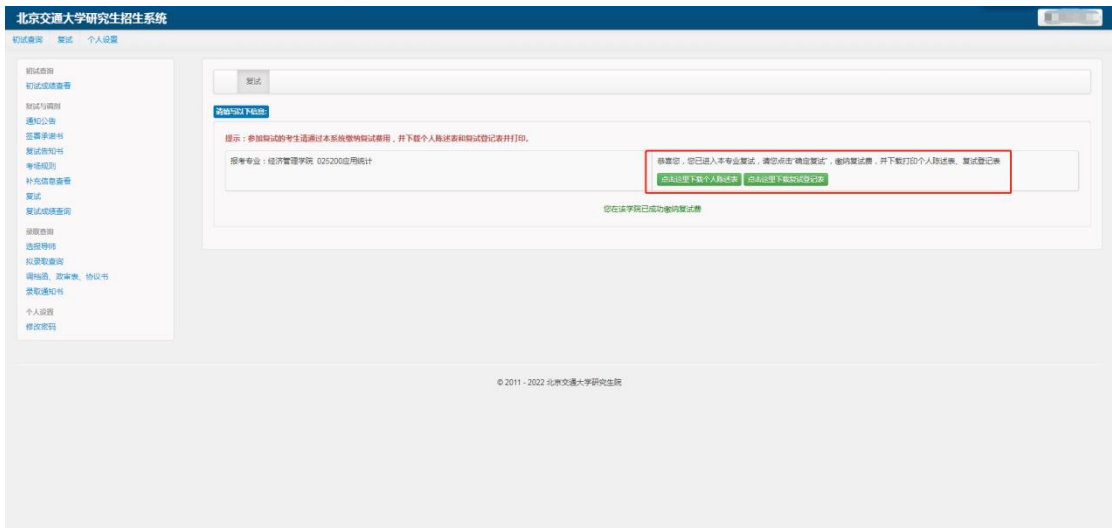 北京交通大学研究生招生系统
初试查询 复试 个人设置
初试查询
初试成绩查看
复试与调剂
通知公告
签署承诺书
复试告知书
考场规则
补充信息查看
复试
复试成绩查询
录取查询
选报导师
拟录取查询
调档函、政审表、协议书
录取通知书
个人设置
修改密码
复试
请填写以下信息:
提示：参加复试的考生请通过本系统缴纳复试费用，并下载个人陈述表和复试登记表并打印。
报考专业：经济管理学院 025200应用统计
恭喜您，您已进入本专业复试，请您点击“确定复试”，缴纳复试费，并下载打印个人陈述表、复试登记表
点击这里下载个人陈述表 点击这里下载复试登记表
您在该学院已成功缴纳复试费
© 2011 - 2022 北京交通大学研究生院